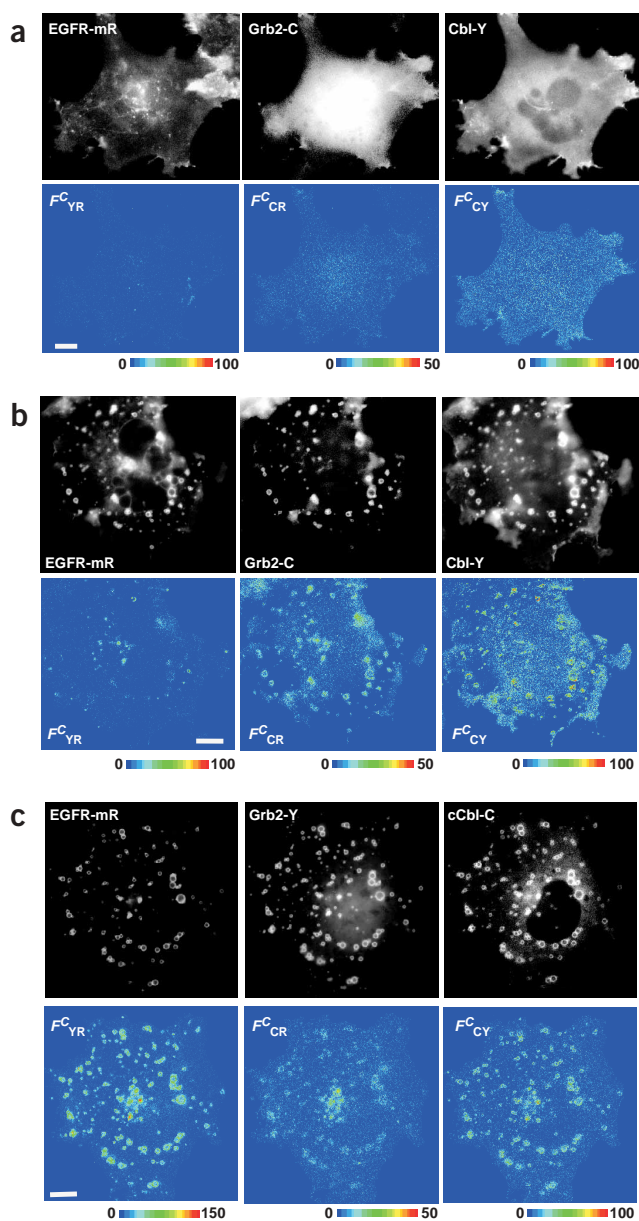 a
EGFR-mR Grb2-C Cbl-Y
F^C_YR F^C_CR F^C_CY
0 100 0 50 0 100
b
EGFR-mR Grb2-C Cbl-Y
F^C_YR F^C_CR F^C_CY
0 100 0 50 0 100
c
EGFR-mR Grb2-Y cCbl-C
F^C_YR F^C_CR F^C_CY
0 150 0 50 0 100